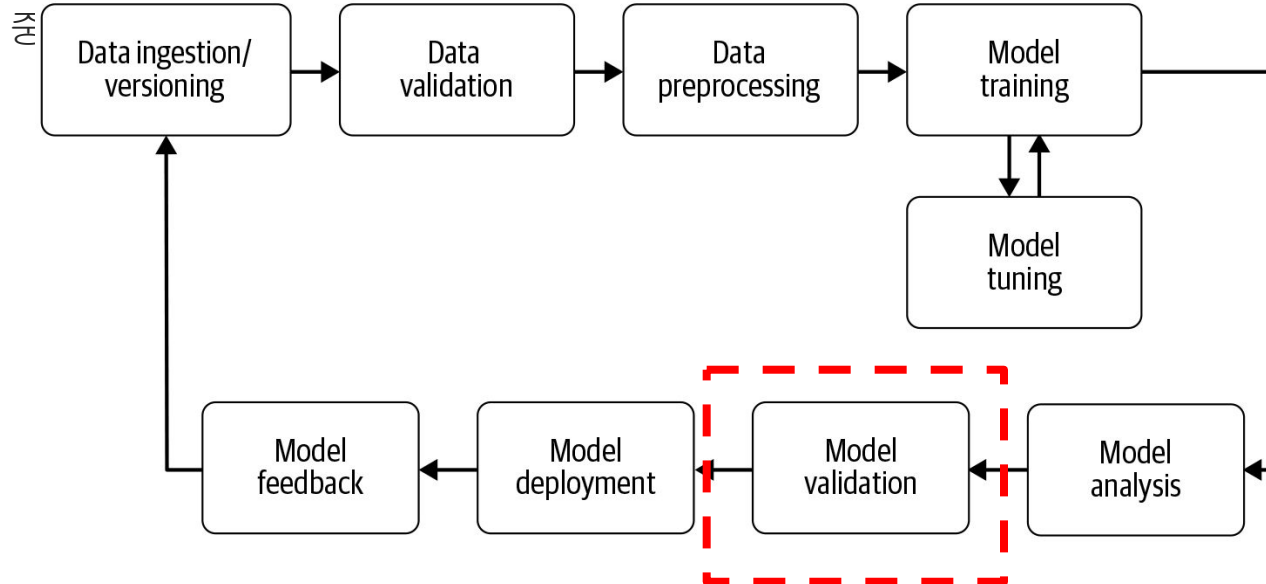 Data ingestion/
versioning
Data
validation
Data
preprocessing
Model
training
Model
tuning
Model
analysis
Model
validation
Model
deployment
Model
feedback